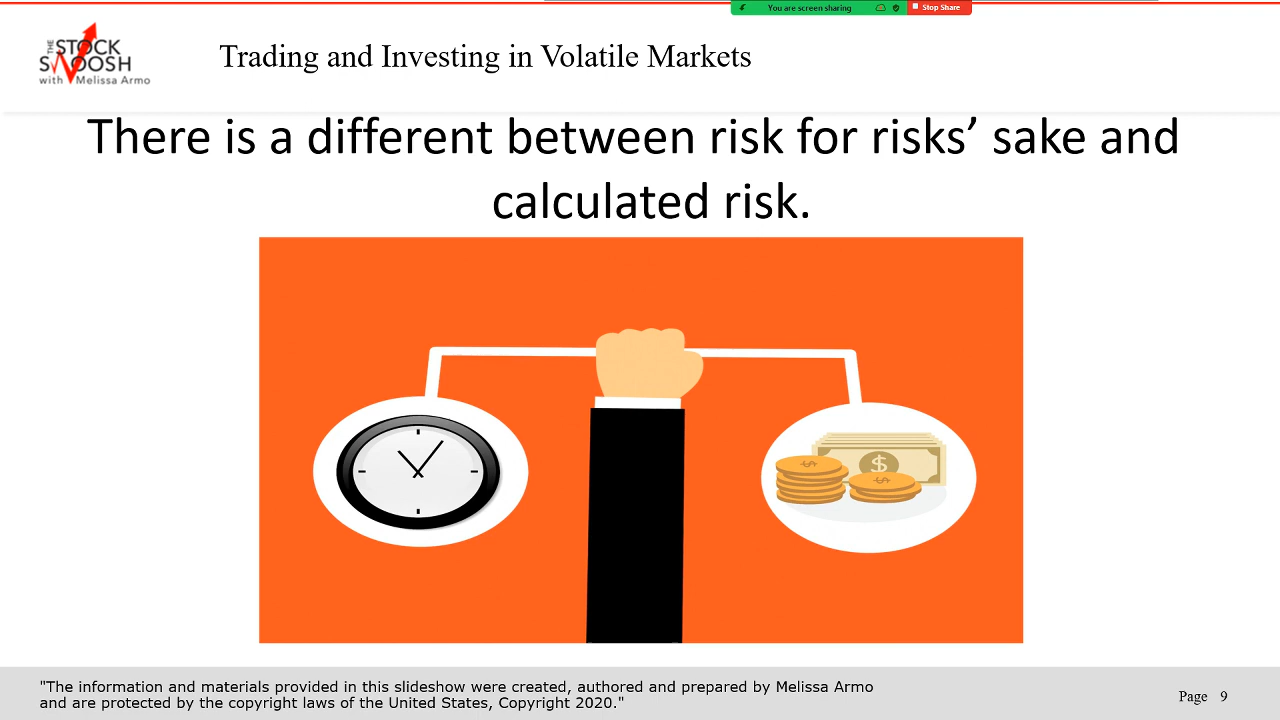 You are screen sharing
Stop Share
THE STOCK
SWOOSH
with Melissa Armo
Trading and Investing in Volatile Markets
There is a different between risk for risks’ sake and
calculated risk.
$
$
$
"The information and materials provided in this slideshow were created, authored and prepared by Melissa Armo
and are protected by the copyright laws of the United States, Copyright 2020."
Page 9